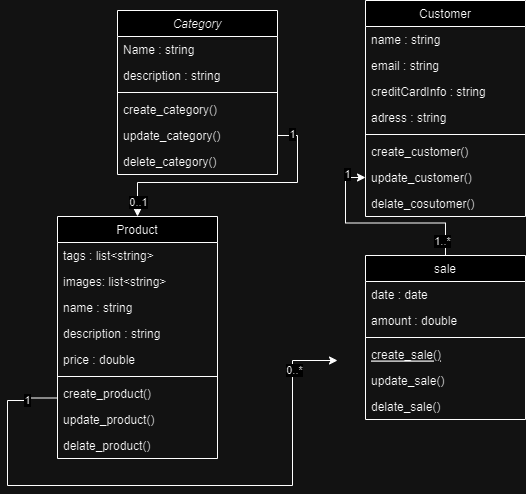 Category
Name : string
description : string
create_category()
update_category()
delete_category()
1
0..1
Customer
name : string
email : string
creditCardInfo : string
adress : string
create_customer()
update_customer()
delate_cosutomer()
1
1..*
Product
tags : list<string>
images: list<string>
name : string
description : string
price : double
create_product()
update_product()
delate_product()
1
0..*
sale
date : date
amount : double
create_sale()
update_sale()
delate_sale()